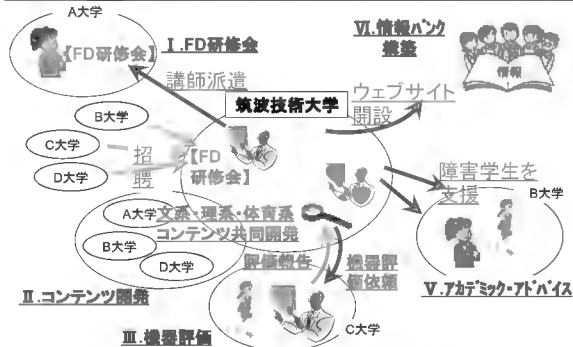 A大学
【FD研修会】
Ⅰ.FD研修会
講師派遣
Ⅵ.情報バンク
構築
情報
ウェブサイト
開設
筑波技術大学
B大学
C大学
D大学
招
聘
【FD
研修会】
障害学生を
支援
B大学
A大学
文系・理系・体育系
コンテンツ共同開発
B大学
D大学
Ⅱ.コンテンツ開発
評価報告
機器評
価依頼
Ⅴ.アカデミック・アドバイス
Ⅲ.機器評価
C大学